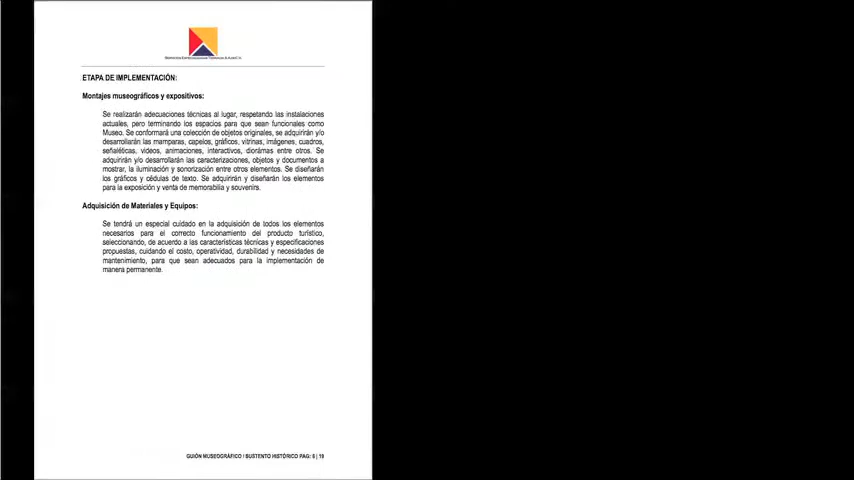 ETAPA DE IMPLEMENTACIÓN:
Montajes museográficos y expositivos:
Se realizarán adecuaciones técnicas al lugar, respetando las instalaciones
actuales, pero terminando los espacios para que sean funcionales como
Museo. Se conformará una colección de objetos originales, se adquirirán y/o
desarrollarán las mamparas, capelos, gráficos, vitrinas, imágenes, cuadros,
señaléticas, videos, animaciones, interactivos, dioramas entre otros. Se
adquirirán y/o desarrollarán las caracterizaciones, objetos y documentos a
mostrar, la iluminación y sonorización entre otros elementos. Se diseñarán
los gráficos y cédulas de texto. Se adquirirán y diseñarán los elementos
para la exposición y venta de memorabilia y souvenirs.
Adquisición de Materiales y Equipos:
Se tendrá un especial cuidado en la adquisición de todos los elementos
necesarios para el correcto funcionamiento del producto turístico,
seleccionando, de acuerdo a las características técnicas y especificaciones
propuestas, cuidando el costo, operatividad, durabilidad y necesidades de
mantenimiento, para que sean adecuados para la implementación de
manera permanente.
GUIÓN MUSEOGRÁFICO / SUSTENTO HISTÓRICO PAG: 6 | 19